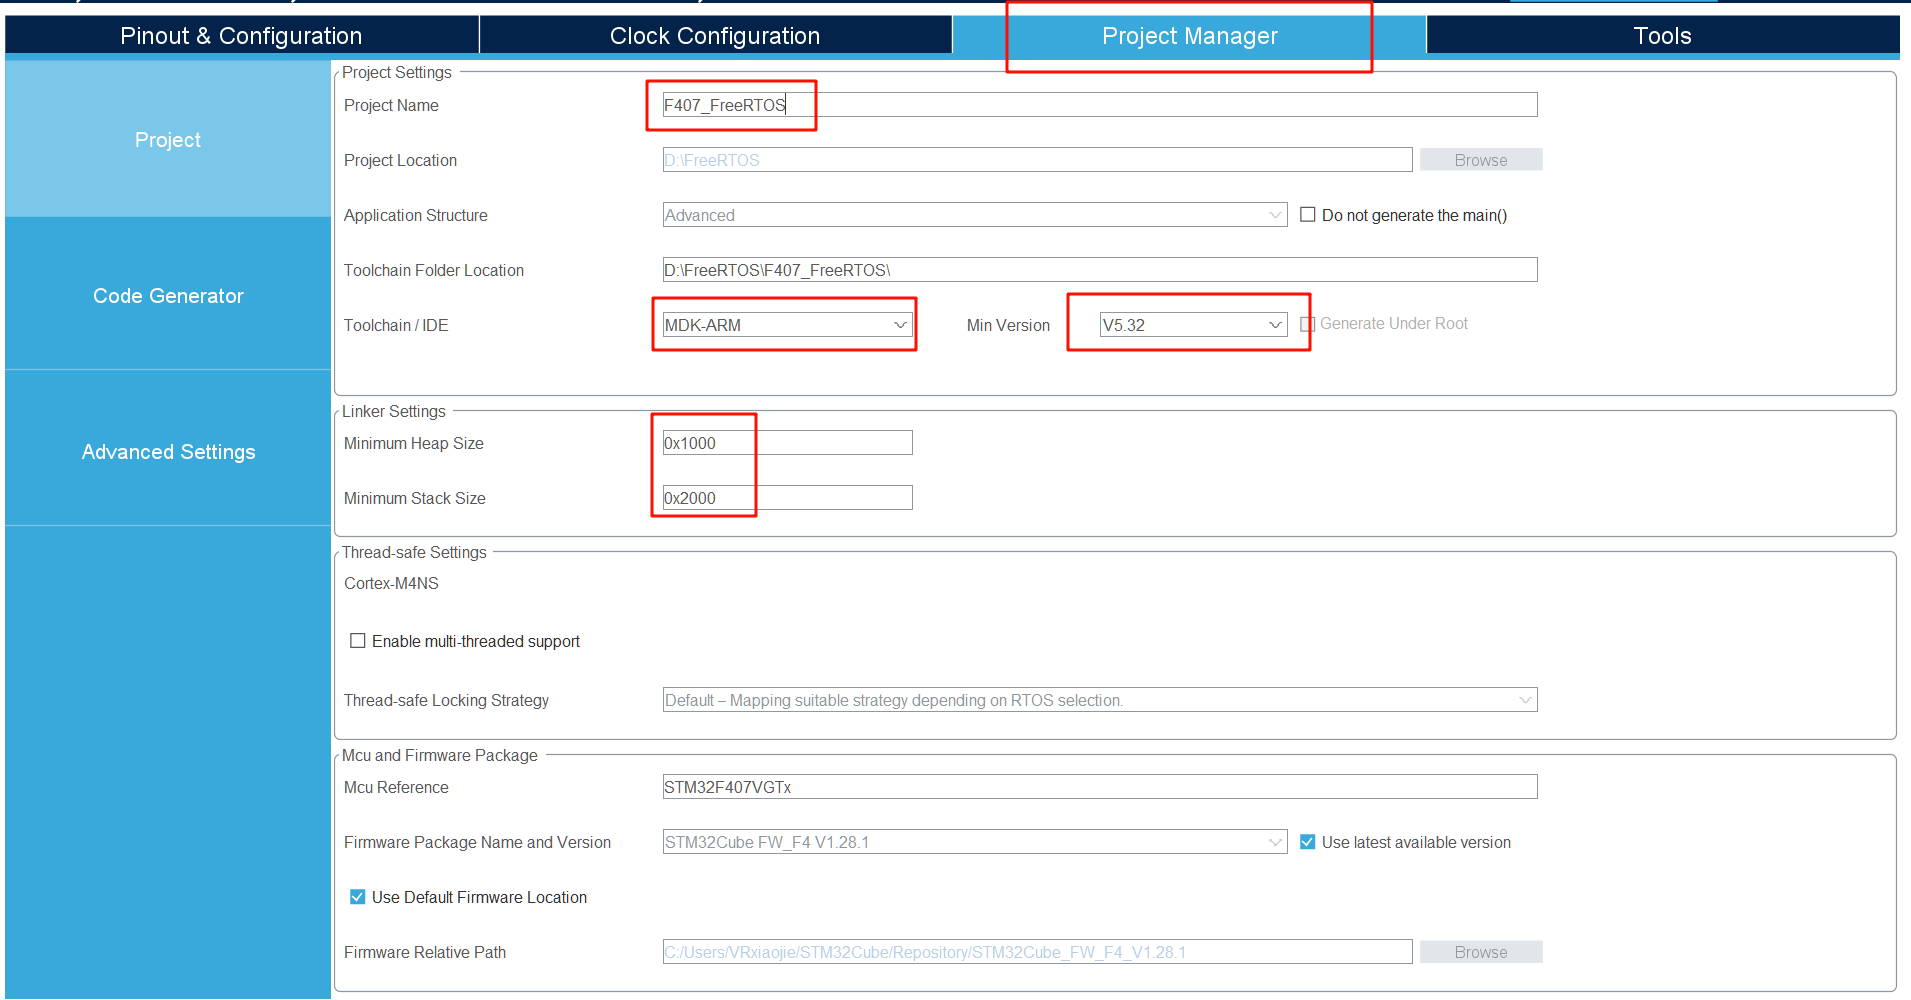 Pinout & Configuration Clock Configuration Project Manager Tools
Project
Code Generator
Advanced Settings
Project Settings
Project Name F407_FreeRTOS
Project Location D:\FreeRTOS Browse
Application Structure Advanced Do not generate the main()
Toolchain Folder Location D:\FreeRTOS\F407_FreeRTOS\
Toolchain / IDE MDK-ARM Min Version V5.32 Generate Under Root
Linker Settings
Minimum Heap Size 0x1000
Minimum Stack Size 0x2000
Thread-safe Settings
Cortex-M4NS
Enable multi-threaded support
Thread-safe Locking Strategy Default – Mapping suitable strategy depending on RTOS selection.
Mcu and Firmware Package
Mcu Reference STM32F407VGTx
Firmware Package Name and Version STM32Cube FW_F4 V1.28.1 Use latest available version
Use Default Firmware Location
Firmware Relative Path C:/Users/VRxiaojie/STM32Cube/Repository/STM32Cube_FW_F4_V1.28.1 Browse